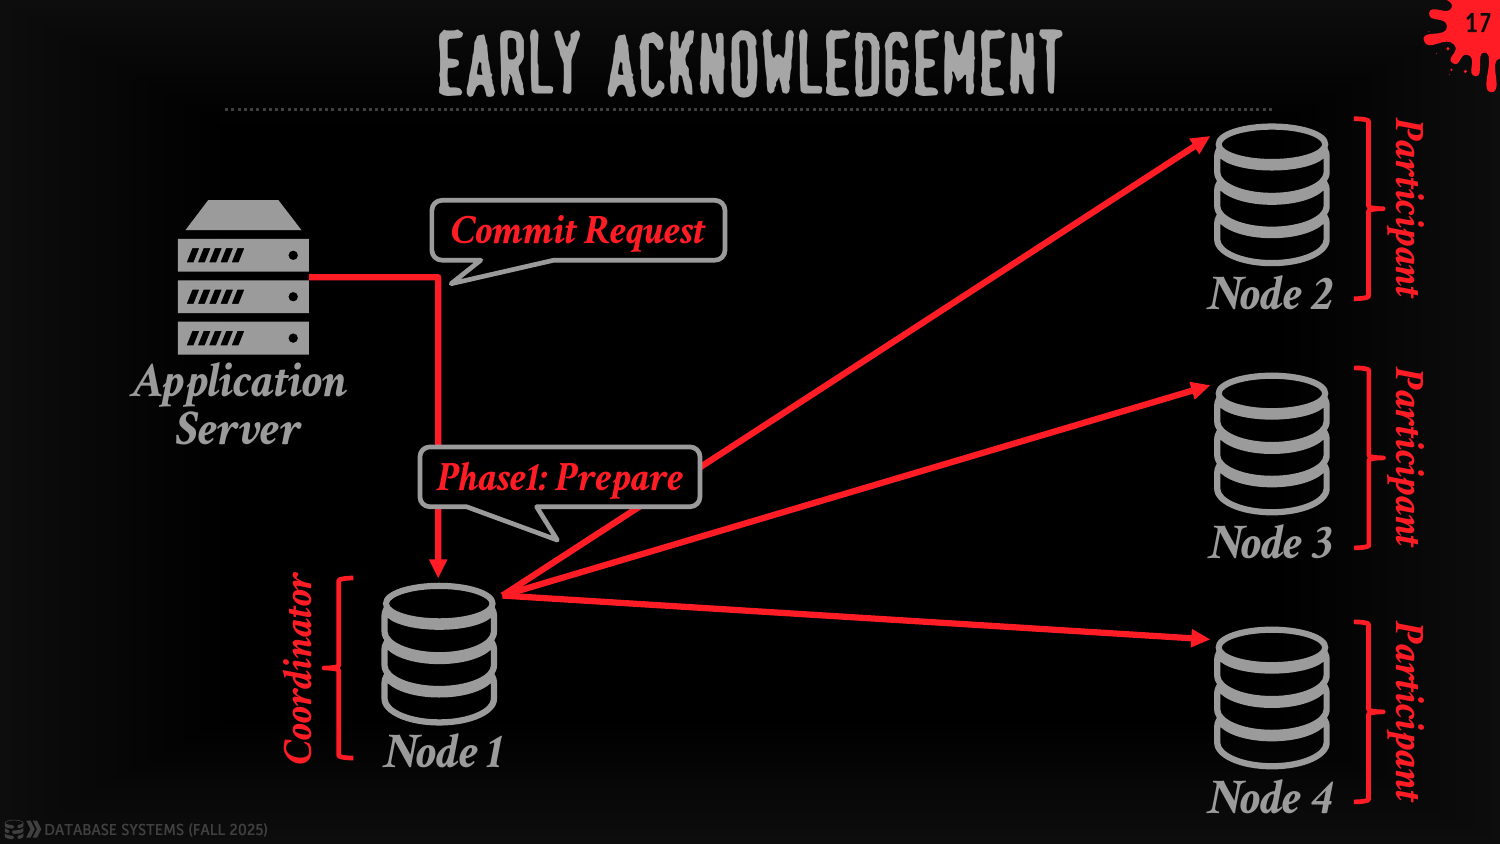 17
EARLY ACKNOWLEDGEMENT
Commit Request
Application
Server
Phase1: Prepare
Coordinator
Node 1
Participant
Node 2
Participant
Node 3
Participant
Node 4
DATABASE SYSTEMS (FALL 2025)